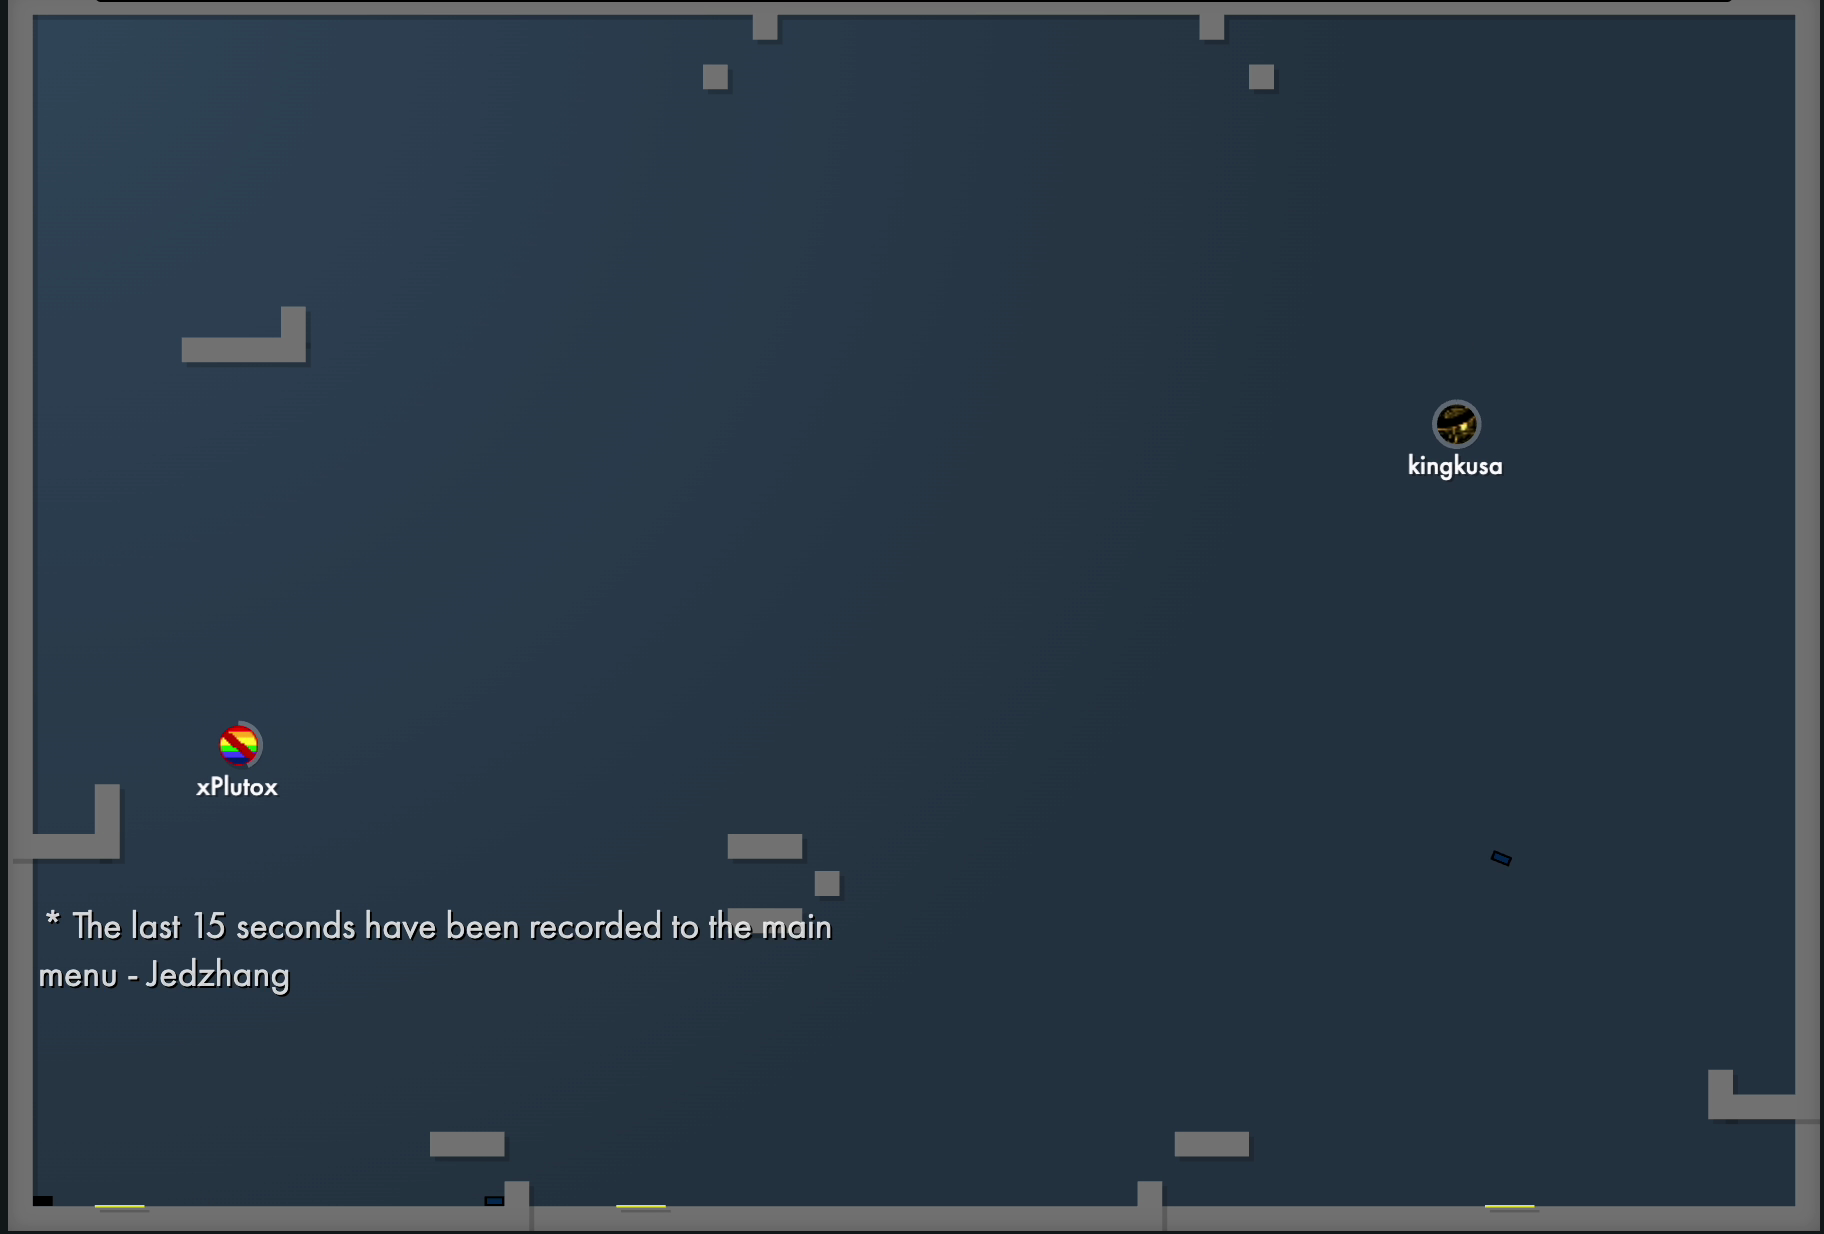 kingkusa
xPlutox
* The last 15 seconds have been recorded to the main
menu - Jedzhang